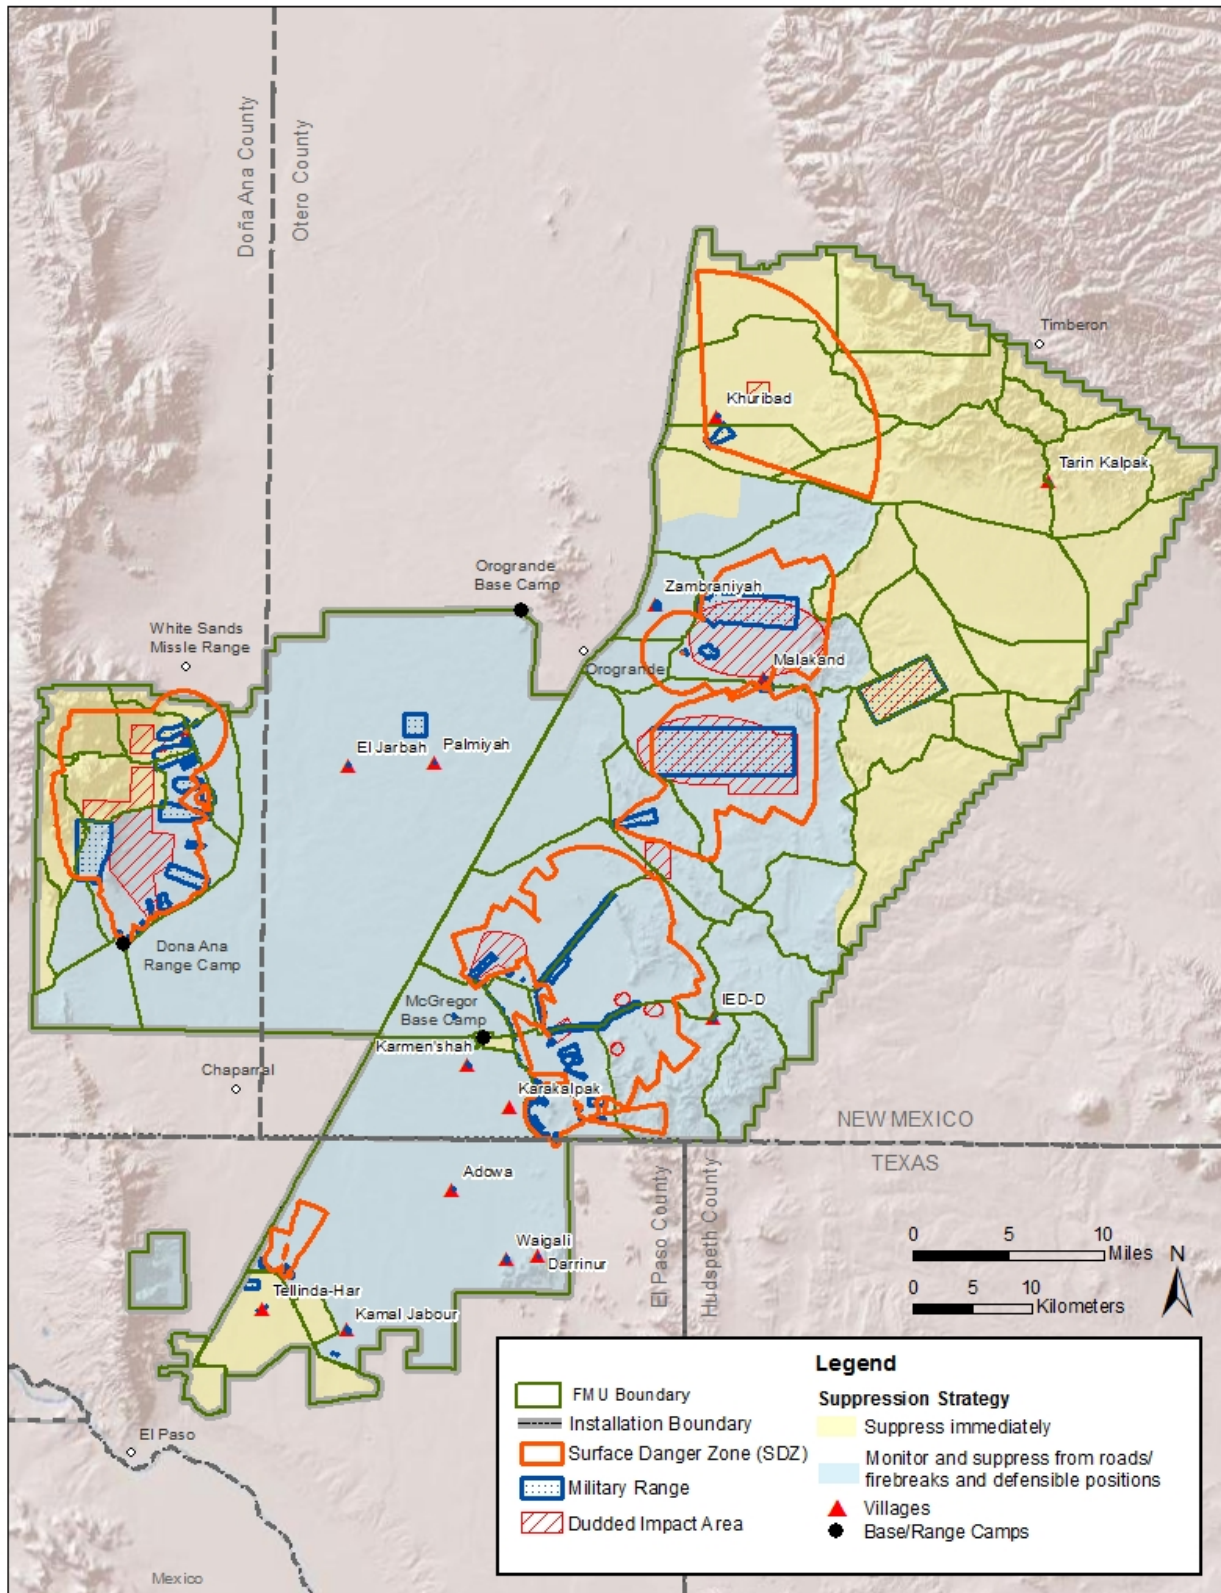 Doña Ana County
Otero County
Timberon
Khuribad
Tarin Kalpak
Orogrande
Base Camp
Zambraniyah
White Sands
Missle Range
Orogrande
Malakand
El Jarbah
Palmiyah
Dona Ana
Range Camp
McGregor
Base Camp
IED-D
Karmen'shah
Chaparral
Karakalpak
NEW MEXICO
TEXAS
Adowa
El Paso County
Hudspeth County
Waigali
Darrinur
0 5 10
Miles
N
0 5 10
Kilometers
Tellinda-Har
Kamal Jabour
El Paso
Mexico
Legend
FMU Boundary
Installation Boundary
Surface Danger Zone (SDZ)
Military Range
Dudded Impact Area
Suppression Strategy
Suppress immediately
Monitor and suppress from roads/
firebreaks and defensible positions
Villages
Base/Range Camps